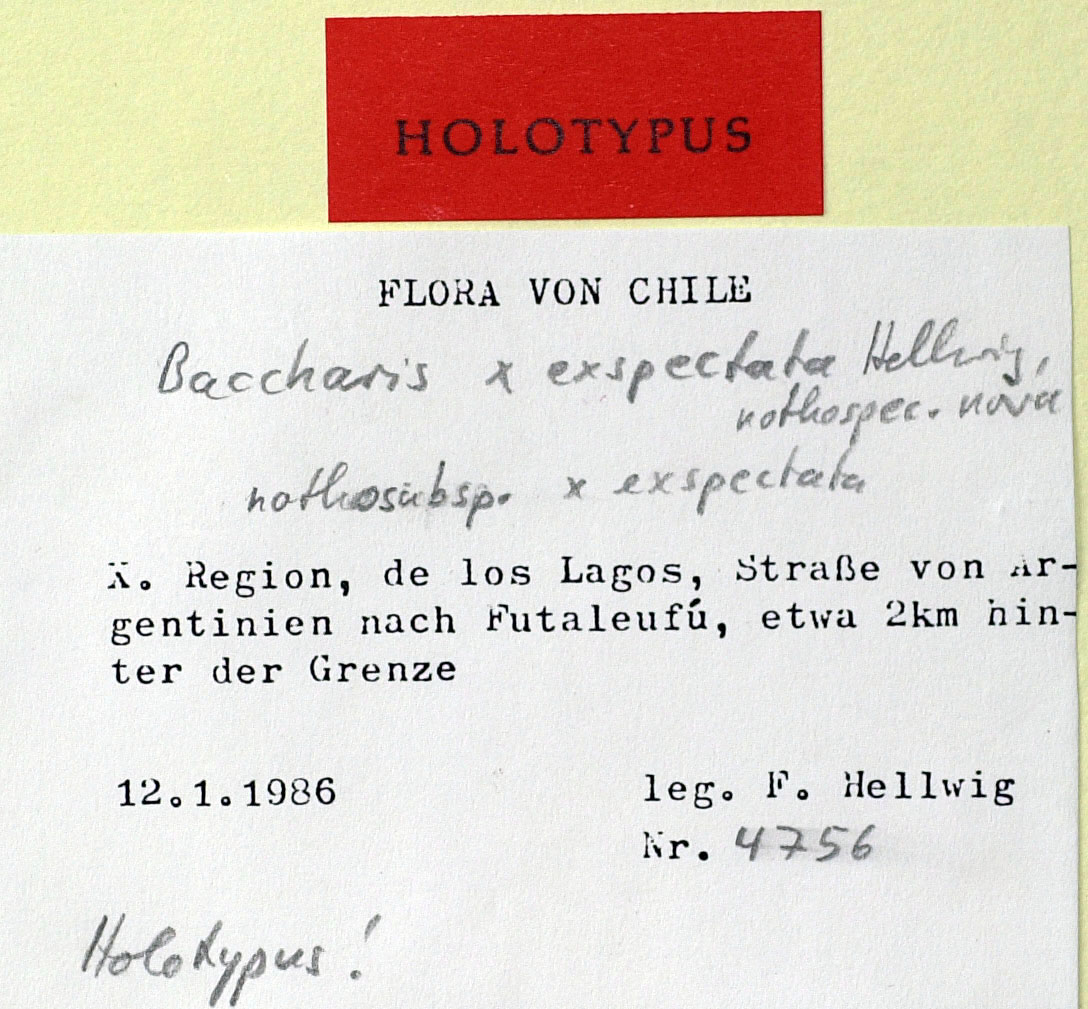 HOLOTYPUS
FLORA VON CHILE
Baccharis x exspectata Hellwig,
nothospec. nova
nothosubsp. x exspectata
X. Region, de los Lagos, Straße von Ar-
gentinien nach Futaleufú, etwa 2km hin-
ter der Grenze
12.1.1986 leg. F. Hellwig
Nr. 4756
Holotypus!